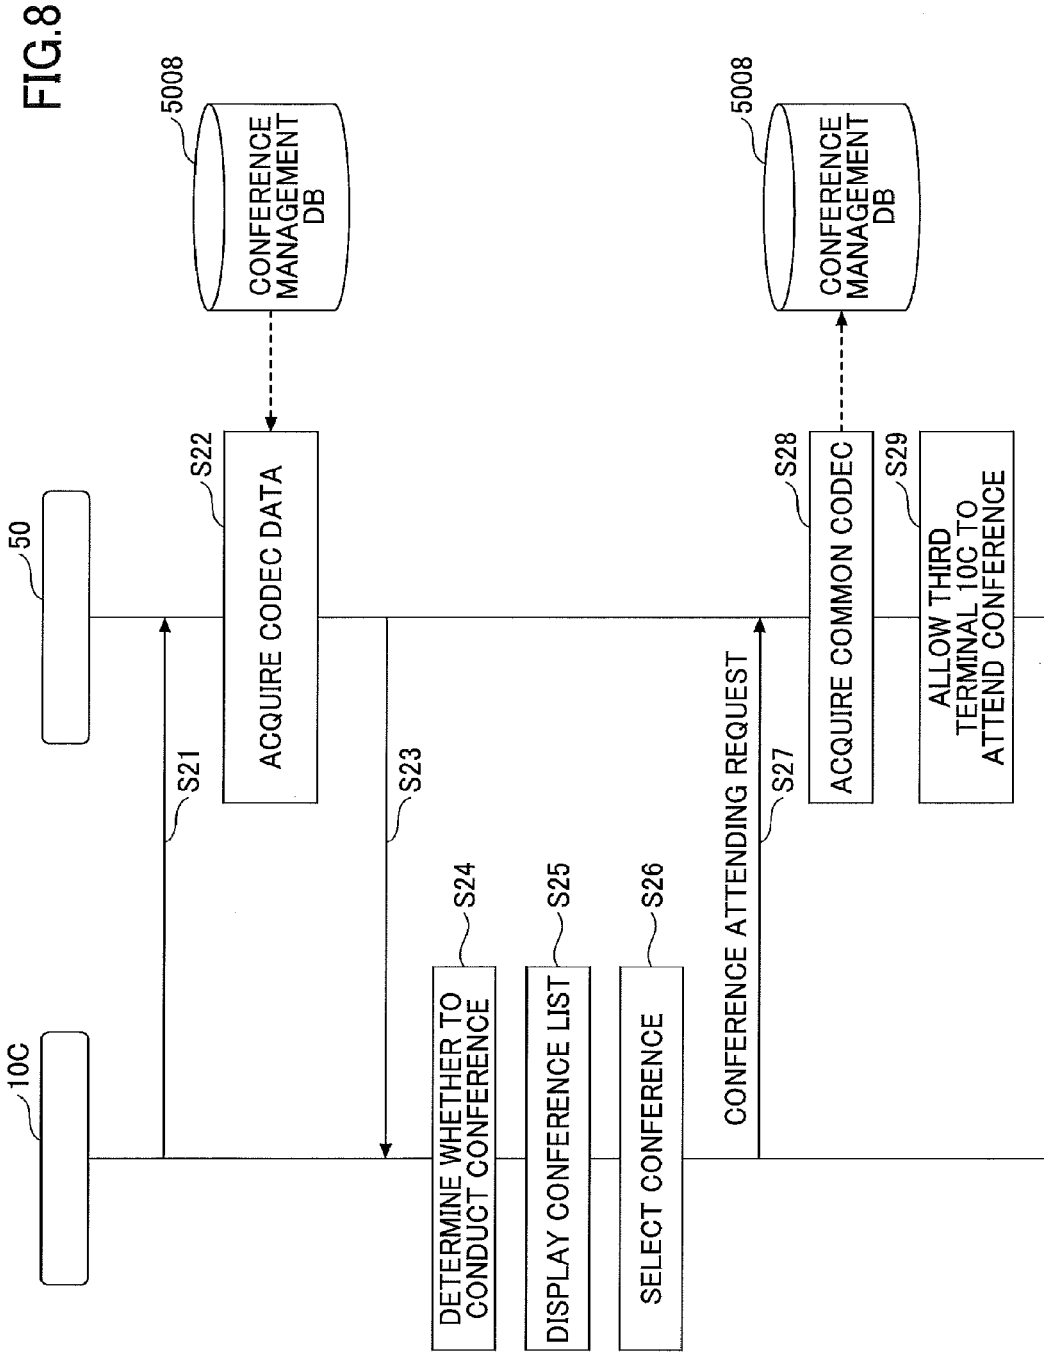 FIG.8
10C
50
S21
5008
CONFERENCE
MANAGEMENT
DB
S22
ACQUIRE CODEC DATA
S23
S24
DETERMINE WHETHER TO
CONDUCT CONFERENCE
S25
DISPLAY CONFERENCE LIST
S26
SELECT CONFERENCE
CONFERENCE ATTENDING REQUEST
S27
5008
CONFERENCE
MANAGEMENT
DB
S28
ACQUIRE COMMON CODEC
S29
ALLOW THIRD
TERMINAL 10C TO
ATTEND CONFERENCE